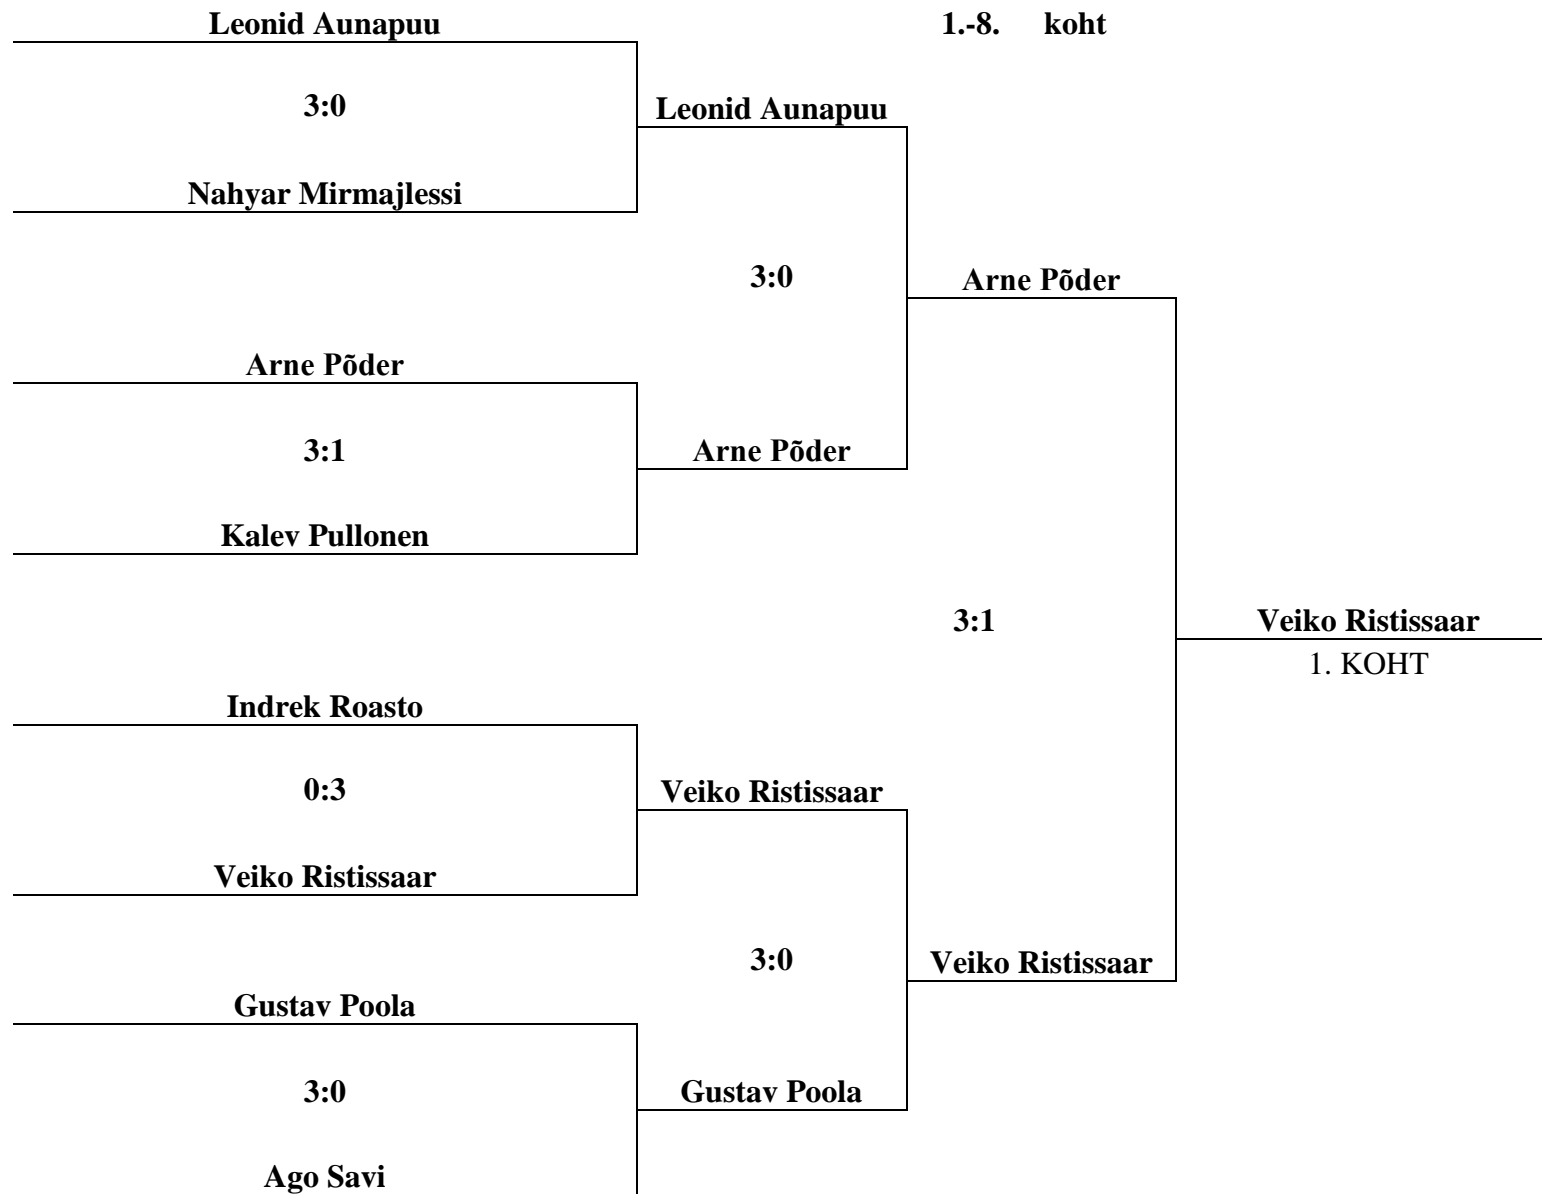 Leonid Aunapuu
1.-8. koht
3:0
Leonid Aunapuu
Nahyar Mirmajlessi
3:0
Arne Põder
Arne Põder
3:1
Arne Põder
Kalev Pullonen
3:1
Veiko Ristissaar
1. KOHT
Indrek Roasto
0:3
Veiko Ristissaar
Veiko Ristissaar
3:0
Veiko Ristissaar
Gustav Poola
3:0
Gustav Poola
Ago Savi